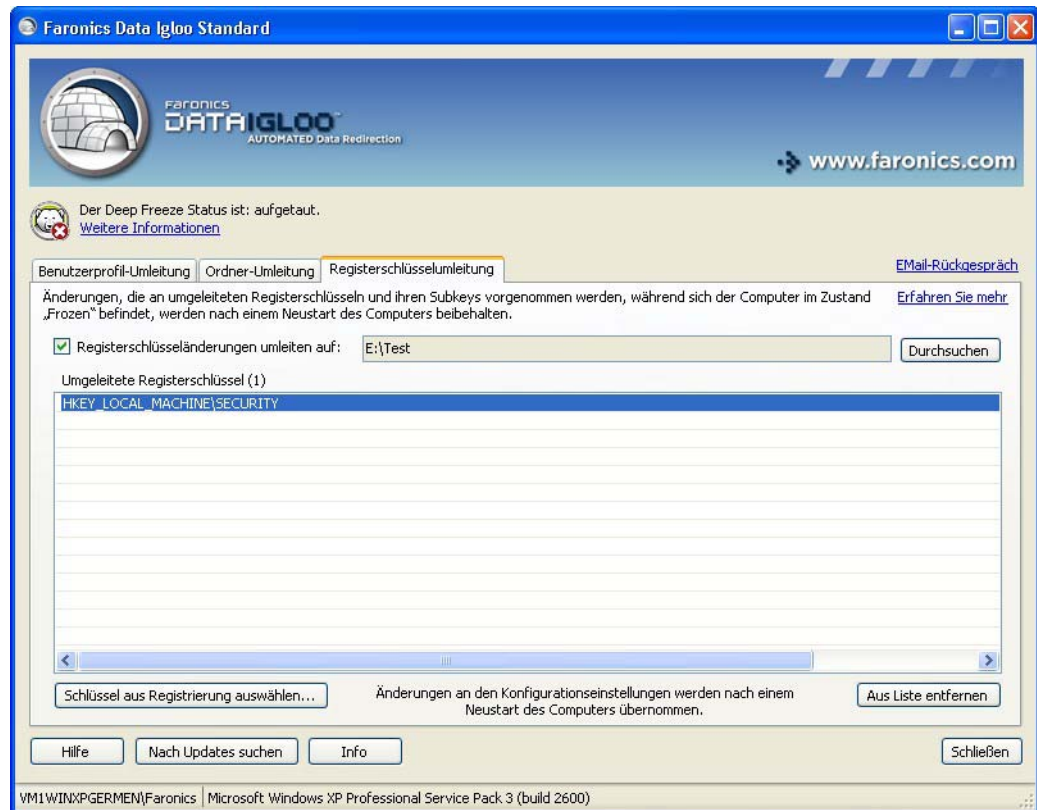 Faronics Data Igloo Standard
Faronics
DATAIGLOO™
AUTOMATED Data Redirection
www.faronics.com
Der Deep Freeze Status ist: aufgetaut.
Weitere Informationen
Benutzerprofil-Umleitung
Ordner-Umleitung
Registerschlüsselumleitung
EMail-Rückgespräch
Änderungen, die an umgeleiteten Registerschlüsseln und ihren Subkeys vorgenommen werden, während sich der Computer im Zustand
„Frozen“ befindet, werden nach einem Neustart des Computers beibehalten.
Erfahren Sie mehr
Registerschlüsseländerungen umleiten auf:
E:\Test
Durchsuchen
Umgeleitete Registerschlüssel (1)
HKEY_LOCAL_MACHINE\SECURITY
Schlüssel aus Registrierung auswählen...
Änderungen an den Konfigurationseinstellungen werden nach einem
Neustart des Computers übernommen.
Aus Liste entfernen
Hilfe
Nach Updates suchen
Info
Schließen
VM1WINXPGERMEN\Faronics
Microsoft Windows XP Professional Service Pack 3 (build 2600)